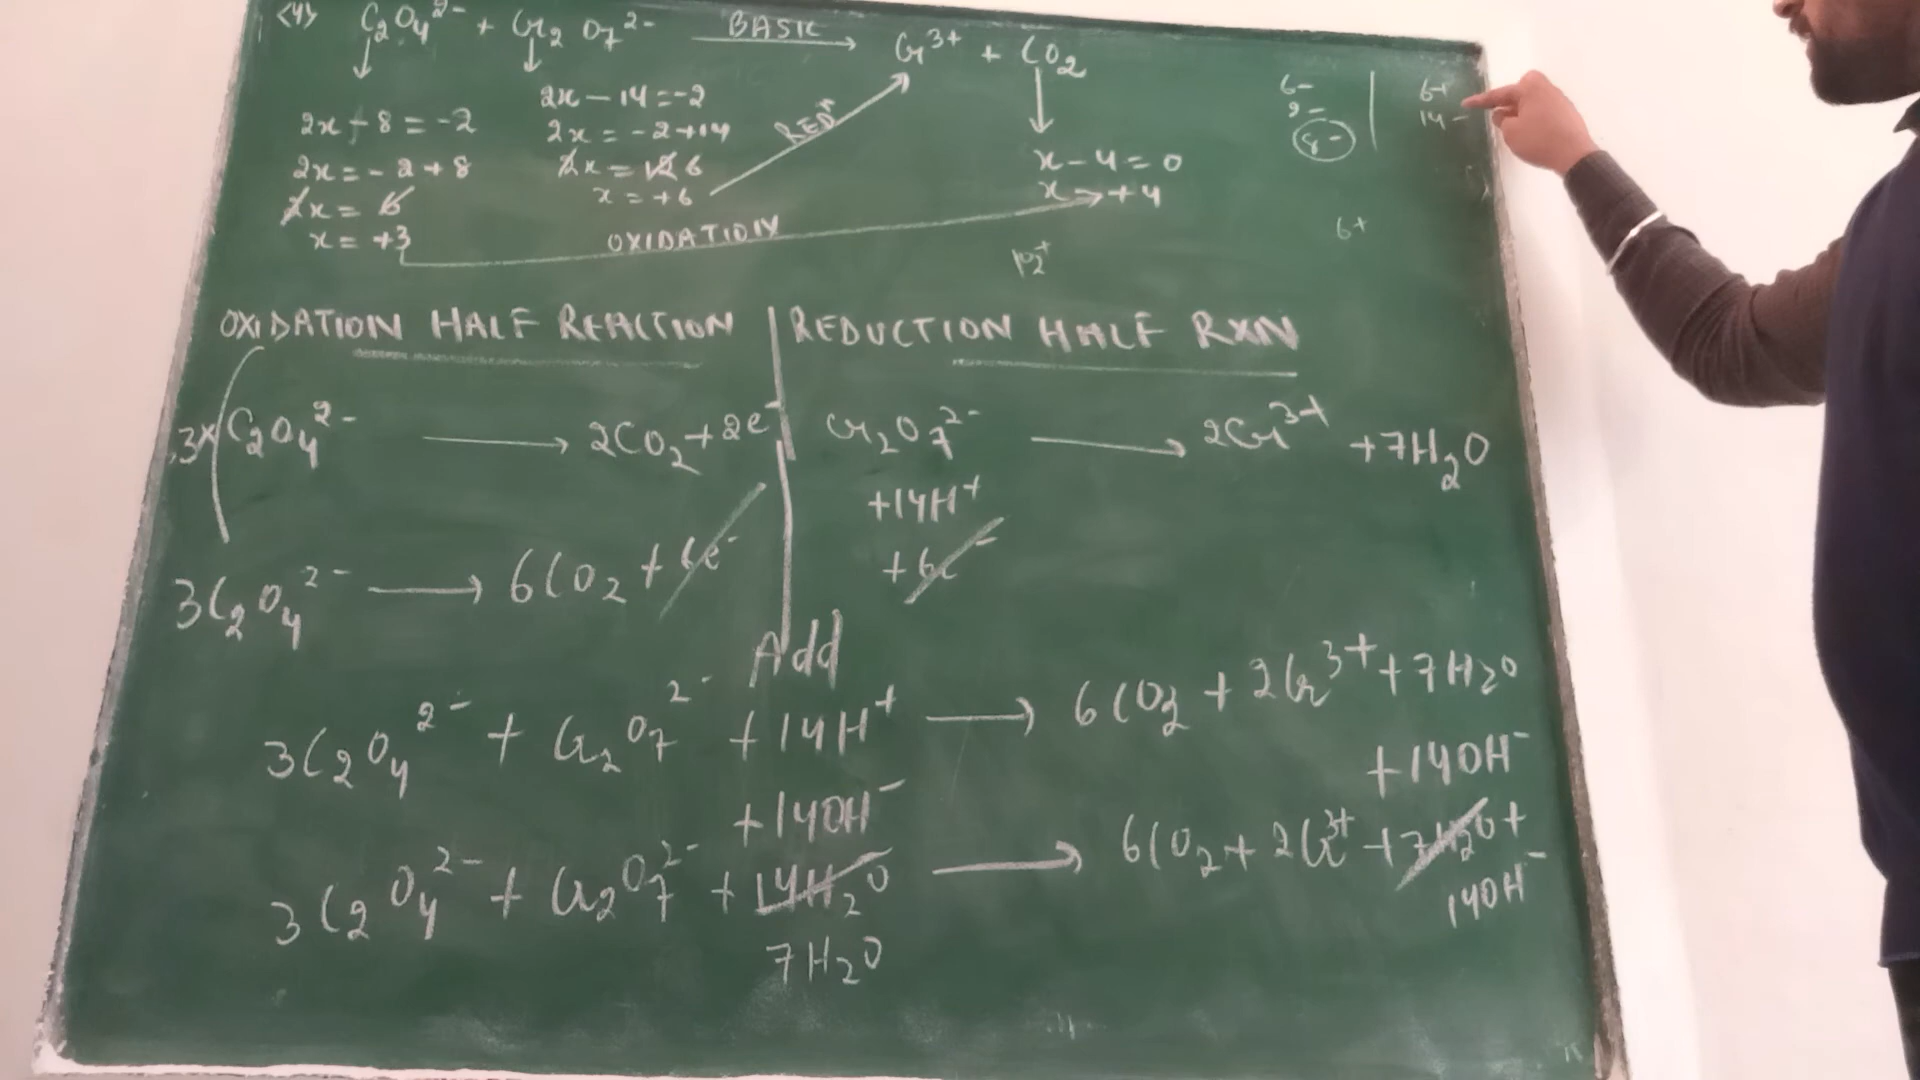 <4> C₂O₄²⁻ + Cr₂O₇²⁻ BASIC → Cr³⁺ + CO₂
↓ ↓ ↓
2x - 8 = -2
2x = -2 + 8
2x = 6
x = +3
2x - 14 = -2
2x = -2 + 14
2x = 12 6
x = +6
REDⁿ
x - 4 = 0
x → +4
OXIDATION
6-
2-
8-
6+
14-
6+
OXIDATION HALF REACTION | REDUCTION HALF RXN
3x C₂O₄²⁻ → 2CO₂ + 2e⁻
3C₂O₄²⁻ → 6CO₂ + 6e⁻
Cr₂O₇²⁻ → 2Cr³⁺ + 7H₂O
+14H⁺
+6e⁻
Add
3C₂O₄²⁻ + Cr₂O₇²⁻ + 14H⁺ → 6CO₂ + 2Cr³⁺ + 7H₂O
+14OH⁻ +14OH⁻
3C₂O₄²⁻ + Cr₂O₇²⁻ + 14H₂O → 6CO₂ + 2Cr³⁺ + 7H₂O +
7H₂O 14OH⁻